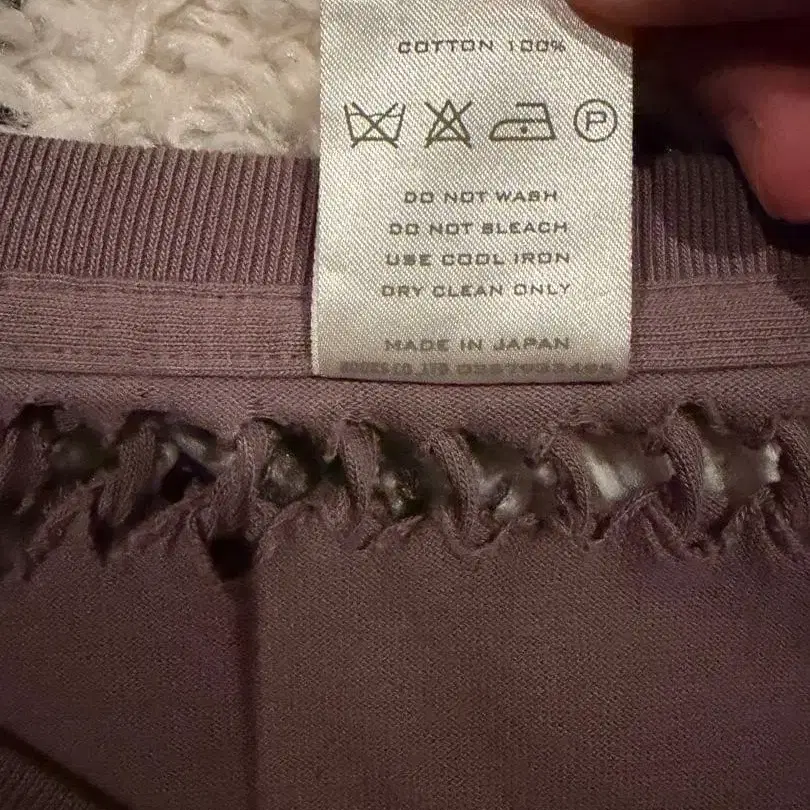 COTTON 100%
P
DO NOT WASH
DO NOT BLEACH
USE COOL IRON
DRY CLEAN ONLY
MADE IN JAPAN